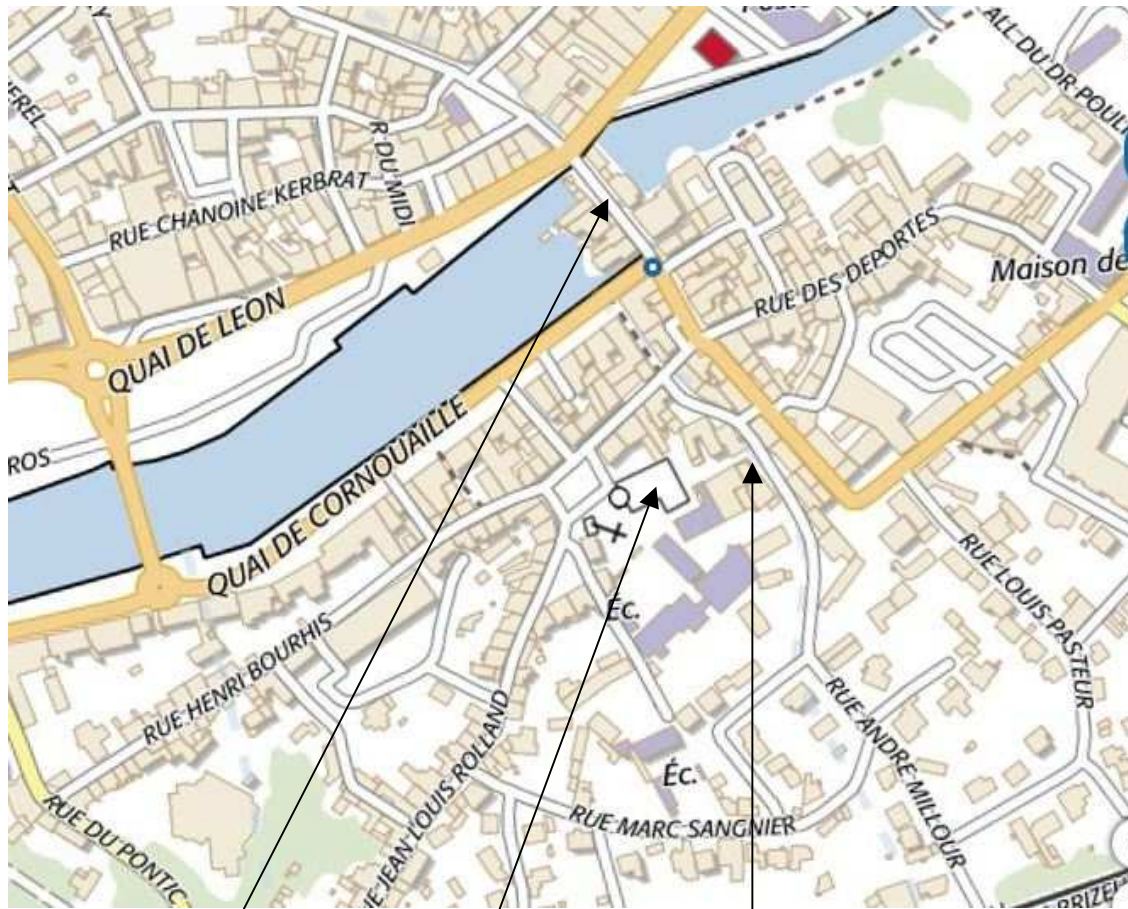 ALL DU DR POUL
EREL
R DU MIDI
RUE CHANOINE KERBRAT
Maison de
RUE DES DEPORTES
QUAI DE LEON
ROS
QUAI DE CORNOUAILLE
RUE LOUIS PASTEUR
Éc.
RUE HENRI BOURHIS
RUE ANDRE MILLOUR
Éc.
RUE JEAN LOUIS ROLLAND
RUE MARC SANGNIER
RUE DU PONTIC